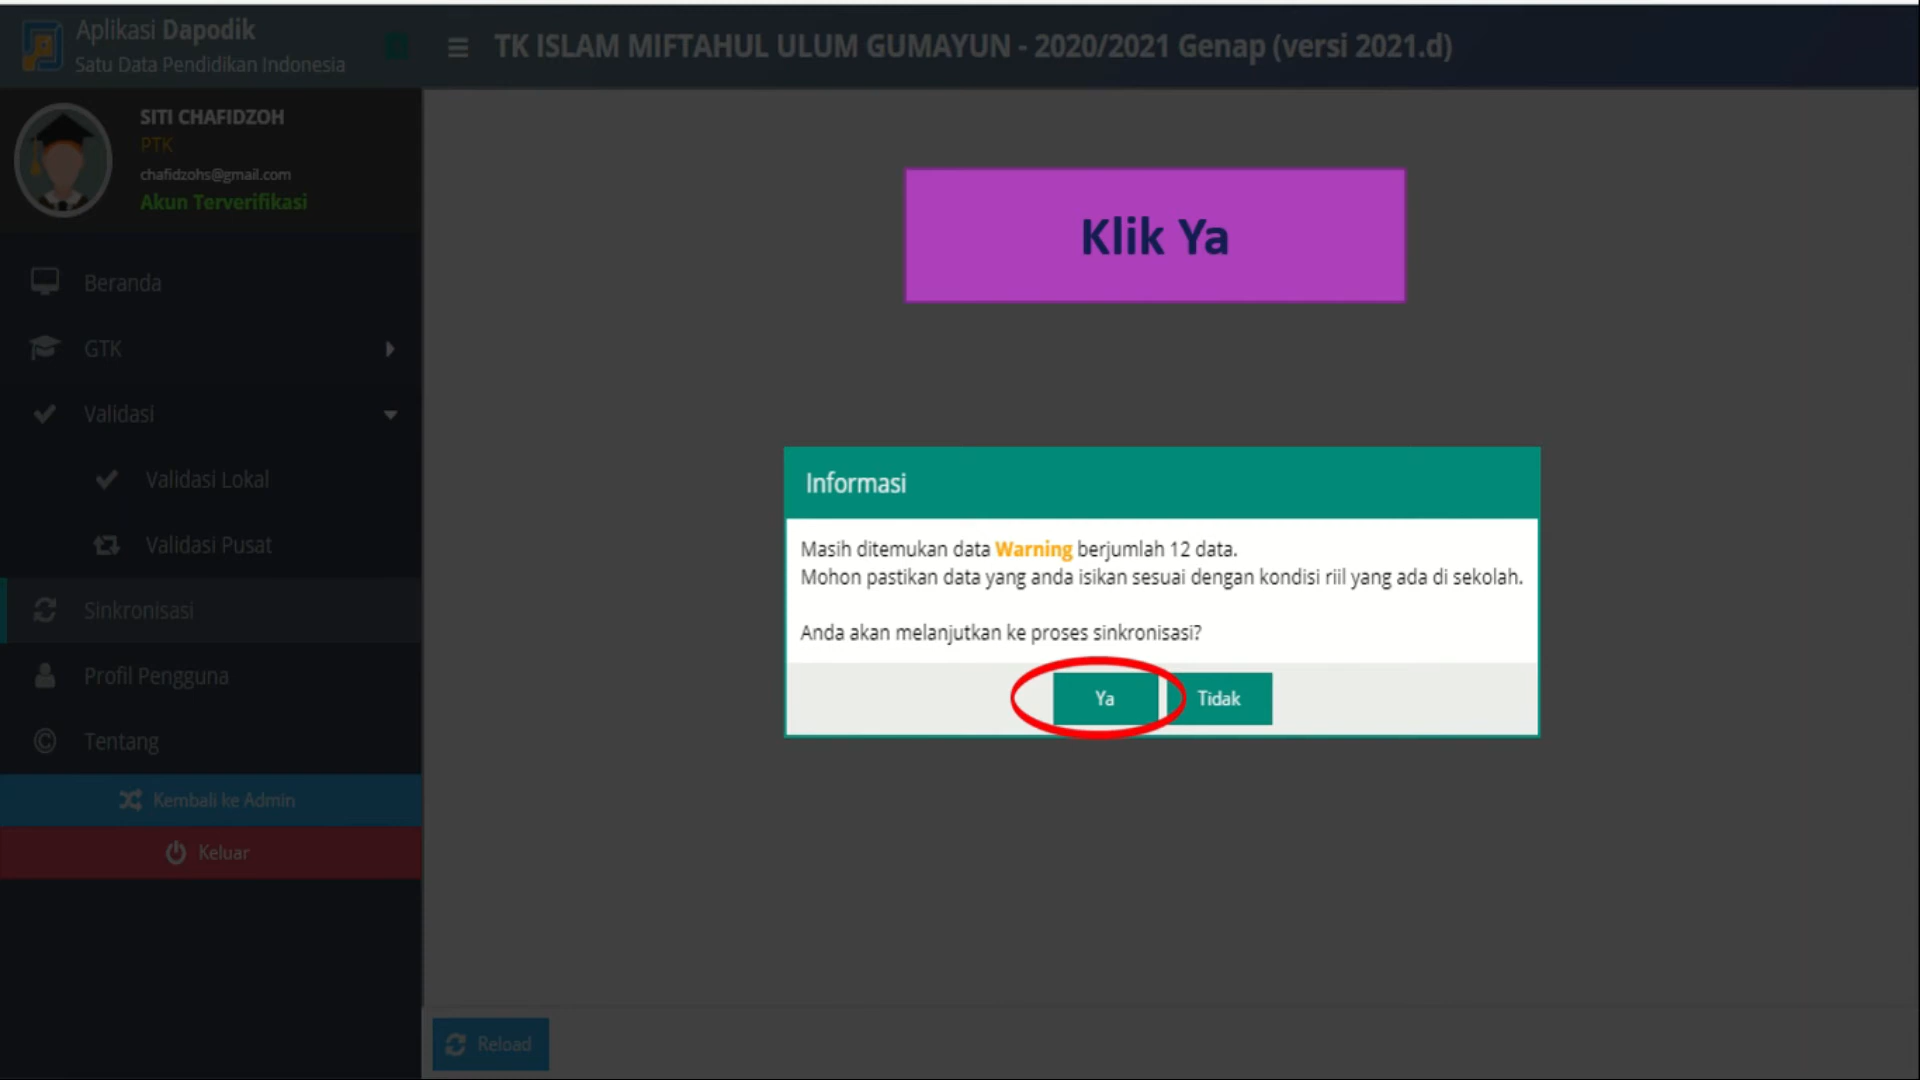 Aplikasi Dapodik
Satu Data Pendidikan Indonesia
TK ISLAM MIFTAHUL ULUM GUMAYUN - 2020/2021 Genap (versi 2021.d)
SITI CHAFIDZOH
PTK
chafidzohs@gmail.com
Akun Terverifikasi
Beranda
GTK
Validasi
Validasi Lokal
Validasi Pusat
Sinkronisasi
Profil Pengguna
Tentang
Kembali ke Admin
Keluar
Klik Ya
Informasi
Masih ditemukan data Warning berjumlah 12 data.
Mohon pastikan data yang anda isikan sesuai dengan kondisi riil yang ada di sekolah.
Anda akan melanjutkan ke proses sinkronisasi?
Ya
Tidak
Reload